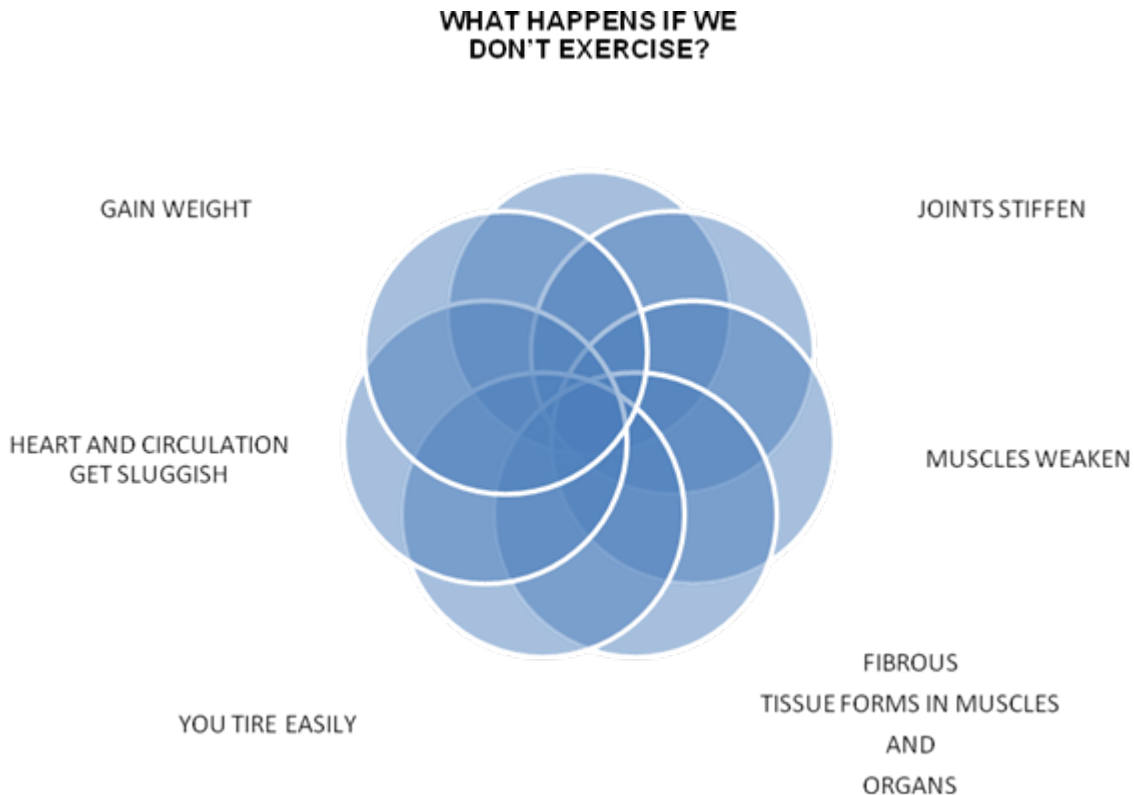 WHAT HAPPENS IF WE
DON'T EXERCISE?
GAIN WEIGHT
JOINTS STIFFEN
HEART AND CIRCULATION
GET SLUGGISH
MUSCLES WEAKEN
YOU TIRE EASILY
FIBROUS
TISSUE FORMS IN MUSCLES
AND
ORGANS